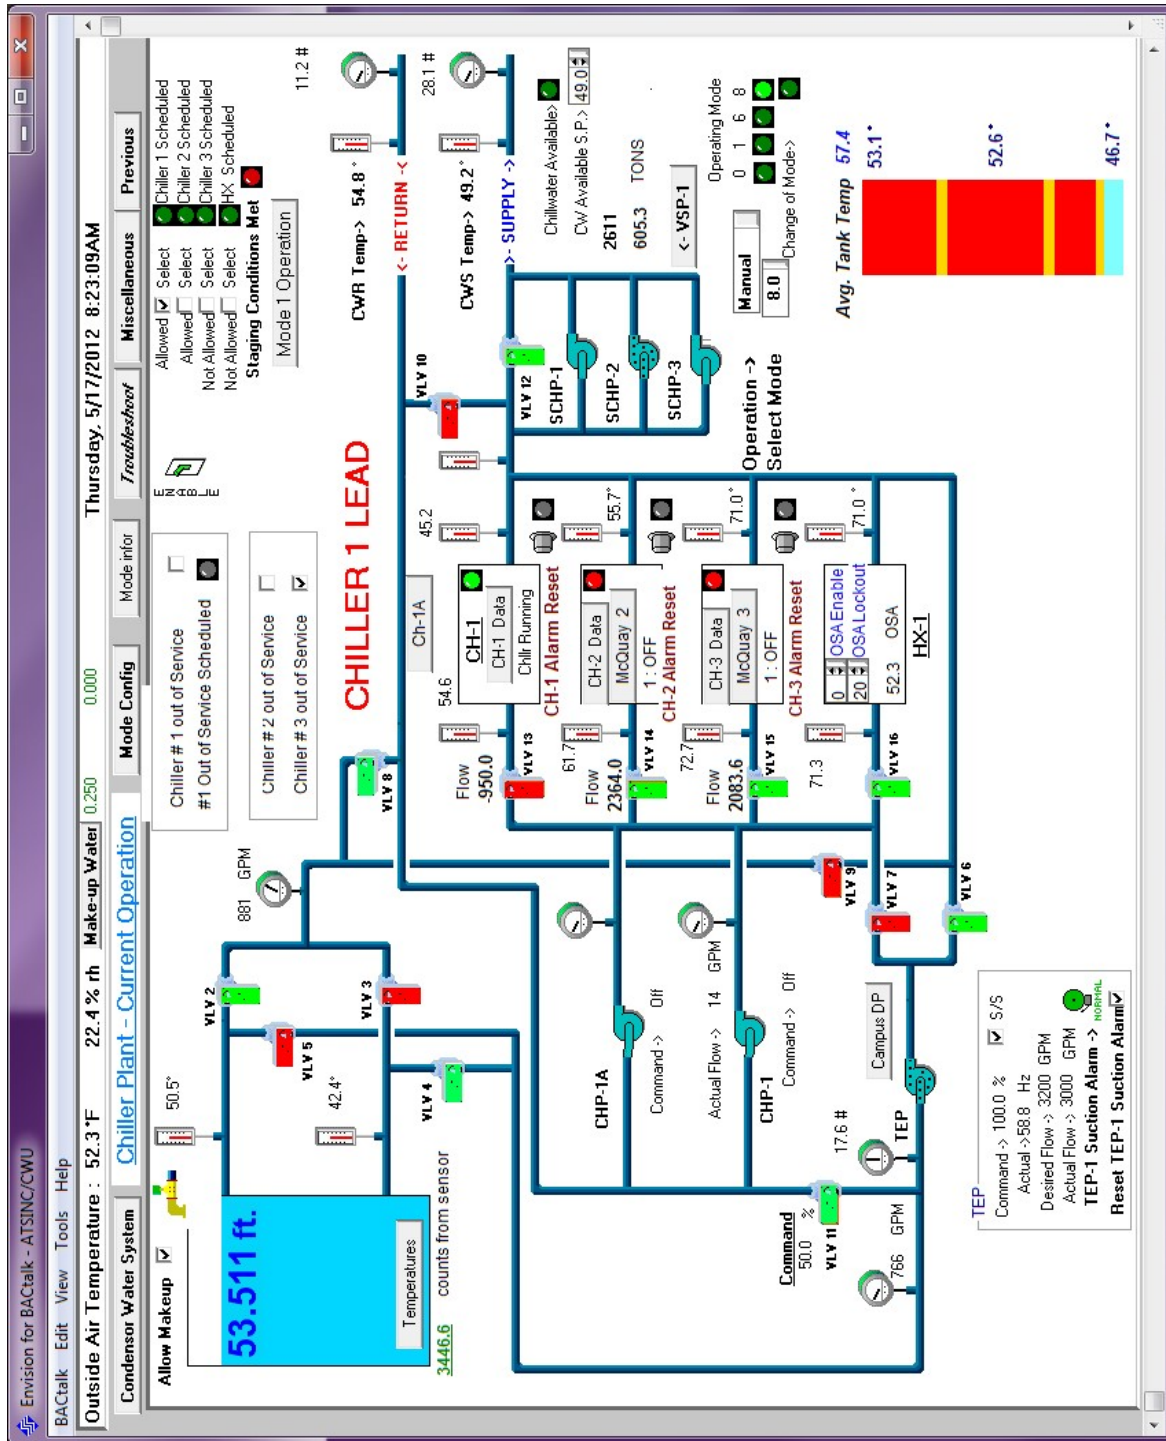 Envision for BACtalk - ATSINC/CWU
BACtalk Edit View Tools Help
Outside Air Temperature : 52.3 °F 22.4 % rh Make-up Water 0.250 0.000 Thursday, 5/17/2012 8:23:09AM
Condensor Water System Chiller Plant - Current Operation Mode Config Mode infor Troubleshoot Miscellaneous Previous
Allow Makeup
53.511 ft.
Temperatures
3446.6 counts from sensor
50.5°
42.4°
VLV 2
VLV 5
VLV 3
VLV 4
881 GPM
VLV 8
Chiller # 1 out of Service
#1 Out of Service Scheduled
Chiller # 2 out of Service
Chiller # 3 out of Service
ENABLE
CHILLER 1 LEAD
Allowed Select Chiller 1 Scheduled
Allowed Select Chiller 2 Scheduled
Not Allowed Select Chiller 3 Scheduled
Not Allowed Select HX Scheduled
Staging Conditions Met
Mode 1 Operation
11.2 #
CWR Temp-> 54.8 °
<- RETURN ->
28.1 #
CWS Temp-> 49.2°
>- SUPPLY ->
VLV 10
VLV 12
SCHP-1
SCHP-2
SCHP-3
Chillwater Available>
CW Available S.P.> 49.0
2611
605.3 TONS
<- VSP-1
Ch-1A
54.6
45.2
Flow
-950.0
VLV 13
CH-1
CH-1 Data
Chllr Running
CH-1 Alarm Reset
61.7
55.7°
Flow
2364.0
VLV 14
CH-2 Data
McQuay 2
1 : OFF
CH-2 Alarm Reset
72.7
71.0°
Flow
2083.6
VLV 15
CH-3 Data
McQuay 3
1 : OFF
CH-3 Alarm Reset
71.3
71.0 °
VLV 16
0 OSA Enable
20 OSA Lockout
52.3 OSA
HX-1
Operation ->
Select Mode
Manual
8.0
Operating Mode
0 1 6 8
Change of Mode->
Avg. Tank Temp 57.4
53.1°
52.6°
46.7°
CHP-1A
Command -> Off
Actual Flow -> 14 GPM
CHP-1
Command -> Off
VLV 9
VLV 7
VLV 6
Campus DP
17.6 #
TEP
Command
50.0 %
VLV 11
766 GPM
TEP
Command -> 100.0 % S/S
Actual ->58.8 Hz
Desired Flow -> 3200 GPM
Actual Flow -> 3000 GPM
TEP-1 Suction Alarm -> NORMAL
Reset TEP-1 Suction Alarm